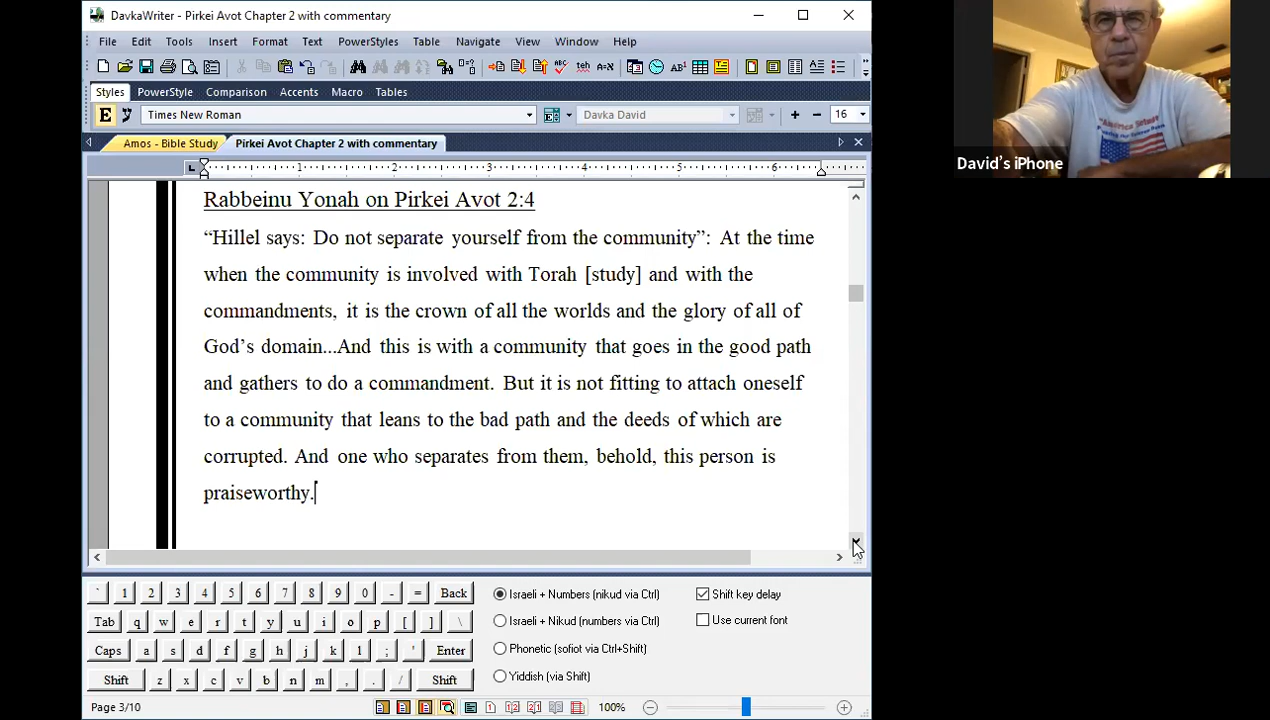 DavkaWriter - Pirkei Avot Chapter 2 with commentary
File Edit Tools Insert Format Text PowerStyles Table Navigate View Window Help
Styles PowerStyle Comparison Accents Macro Tables
E Times New Roman E Davka David 16
Amos - Bible Study Pirkei Avot Chapter 2 with commentary
L 1 2 3 4 5 6
Rabbeinu Yonah on Pirkei Avot 2:4
“Hillel says: Do not separate yourself from the community”: At the time
when the community is involved with Torah [study] and with the
commandments, it is the crown of all the worlds and the glory of all of
God’s domain...And this is with a community that goes in the good path
and gathers to do a commandment. But it is not fitting to attach oneself
to a community that leans to the bad path and the deeds of which are
corrupted. And one who separates from them, behold, this person is
praiseworthy.
` 1 2 3 4 5 6 7 8 9 0 - = Back
Tab q w e r t y u i o p [ ] \
Caps a s d f g h j k l ; ' Enter
Shift z x c v b n m , . / Shift
Israeli + Numbers (nikud via Ctrl)
Israeli + Nikud (numbers via Ctrl)
Phonetic (sofiot via Ctrl+Shift)
Yiddish (via Shift)
Shift key delay
Use current font
Page 3/10 100%
David’s iPhone